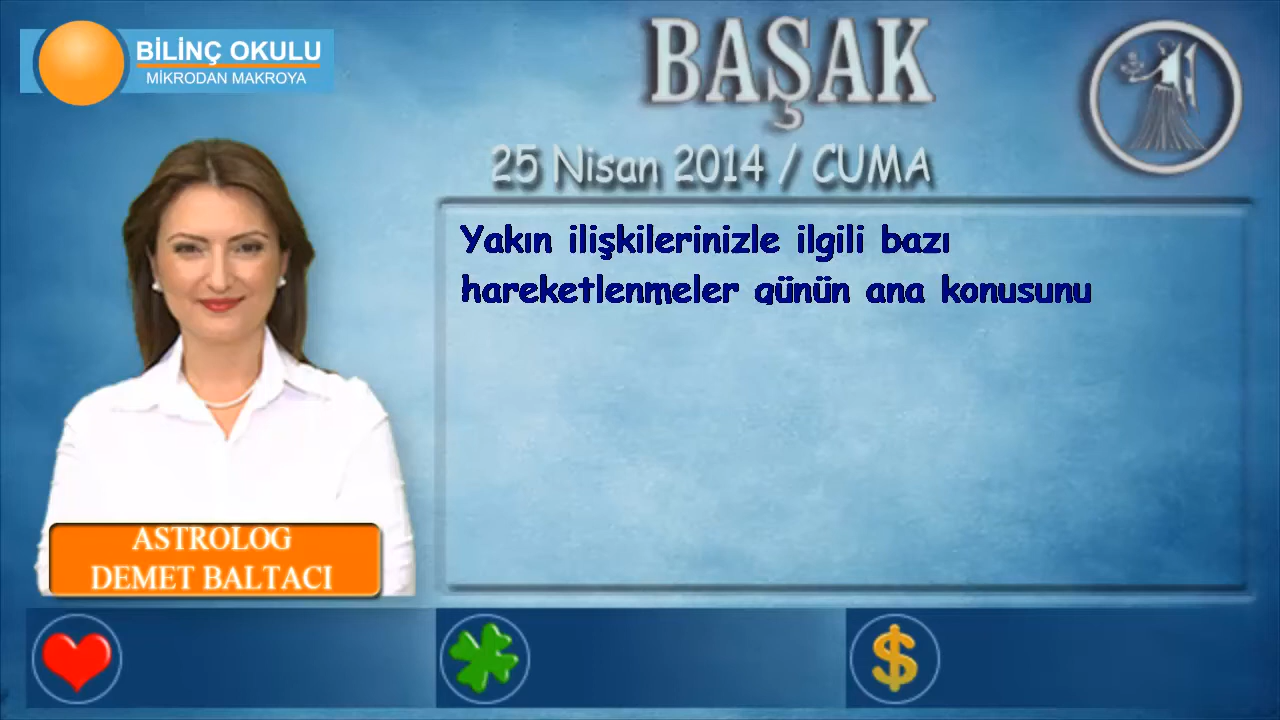 BİLİNÇ OKULU
MİKRODAN MAKROYA
BAŞAK
25 Nisan 2014 / CUMA
Yakın ilişkilerinizle ilgili bazı
hareketlenmeler günün ana konusunu
ASTROLOG
DEMET BALTACI